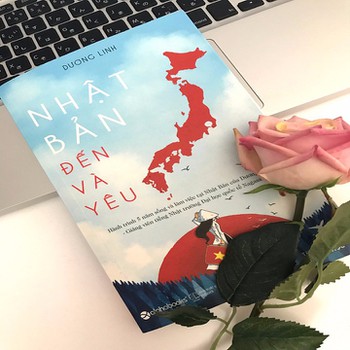 DƯƠNG LINH
NHẬT
BẢN
ĐẾN
VÀ
YÊU
Hành trình 5 năm sống và làm việc tại Nhật Bản của Dương
Giảng viên tiếng Nhật trường Đại học quốc tế